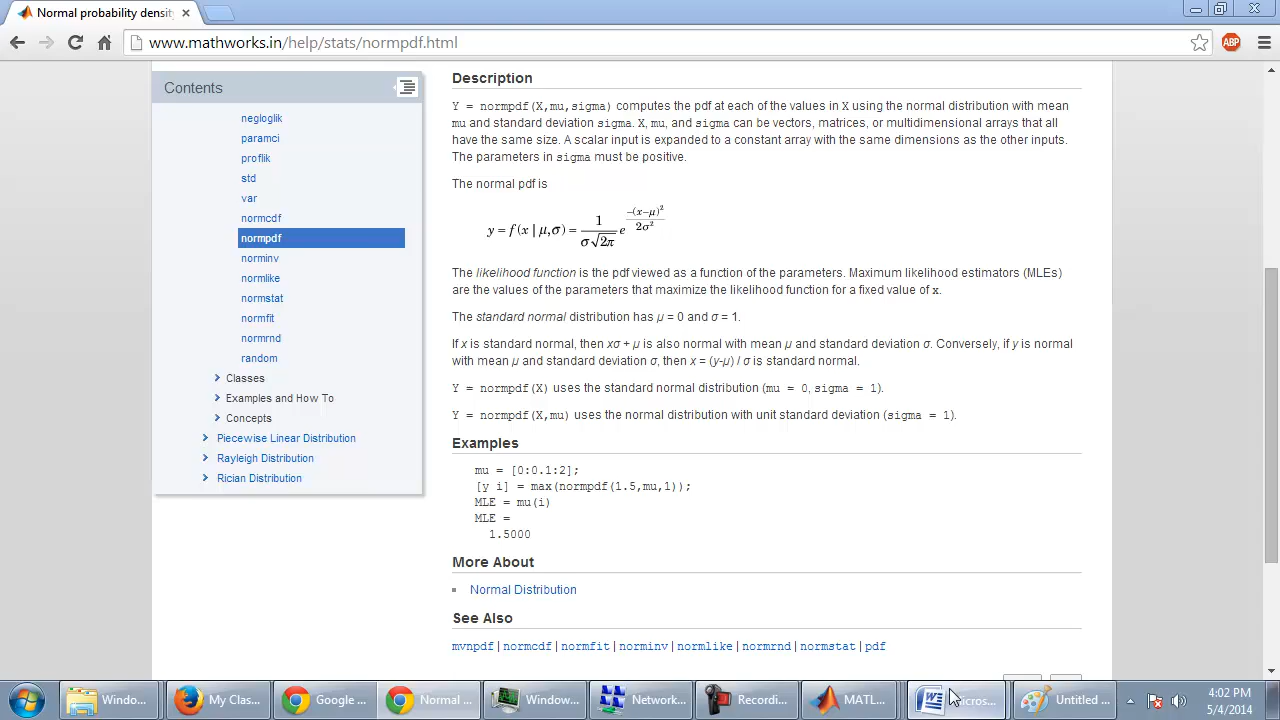 Normal probability density
www.mathworks.in/help/stats/normpdf.html
ABP
Contents
negloglik
paramci
proflik
std
var
normcdf
normpdf
norminv
normlike
normstat
normfit
normrnd
random
Classes
Examples and How To
Concepts
Piecewise Linear Distribution
Rayleigh Distribution
Rician Distribution
Description
Y = normpdf(X,mu,sigma) computes the pdf at each of the values in X using the normal distribution with mean
mu and standard deviation sigma. X, mu, and sigma can be vectors, matrices, or multidimensional arrays that all
have the same size. A scalar input is expanded to a constant array with the same dimensions as the other inputs.
The parameters in sigma must be positive.
The normal pdf is
y = f(x | μ,σ) = 1/(σ√2π) e^(−(x−μ)²/2σ²)
The likelihood function is the pdf viewed as a function of the parameters. Maximum likelihood estimators (MLEs)
are the values of the parameters that maximize the likelihood function for a fixed value of x.
The standard normal distribution has µ = 0 and σ = 1.
If x is standard normal, then xσ + µ is also normal with mean µ and standard deviation σ. Conversely, if y is normal
with mean µ and standard deviation σ, then x = (y-µ) / σ is standard normal.
Y = normpdf(X) uses the standard normal distribution (mu = 0, sigma = 1).
Y = normpdf(X,mu) uses the normal distribution with unit standard deviation (sigma = 1).
Examples
mu = [0:0.1:2];
[y i] = max(normpdf(1.5,mu,1));
MLE = mu(i)
MLE =
1.5000
More About
Normal Distribution
See Also
mvnpdf | normcdf | normfit | norminv | normlike | normrnd | normstat | pdf
Windo...
My Clas...
Google ...
Normal ...
Window...
Network...
Recordi...
MATL...
Untitled ...
4:02 PM
5/4/2014